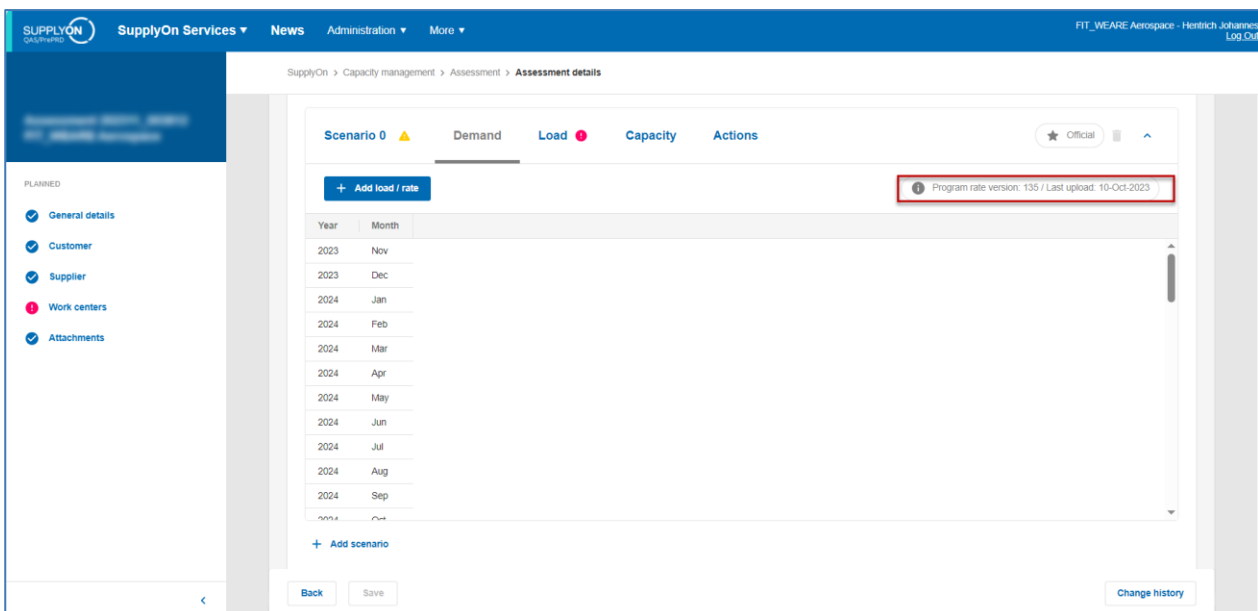 SUPPLYON
QAS/PrePRD
SupplyOn Services ▾ News Administration ▾ More ▾
FIT_WEARE Aerospace - Hentrich Johannes
Log Out
SupplyOn > Capacity management > Assessment > Assessment details
Scenario 0 Demand Load Capacity Actions Official
PLANNED
+ Add load / rate
Program rate version: 135 / Last upload: 10-Oct-2023
General details
Customer
Supplier
Work centers
Attachments
Year Month
2023 Nov
2023 Dec
2024 Jan
2024 Feb
2024 Mar
2024 Apr
2024 May
2024 Jun
2024 Jul
2024 Aug
2024 Sep
2024 Oct
+ Add scenario
Back Save Change history